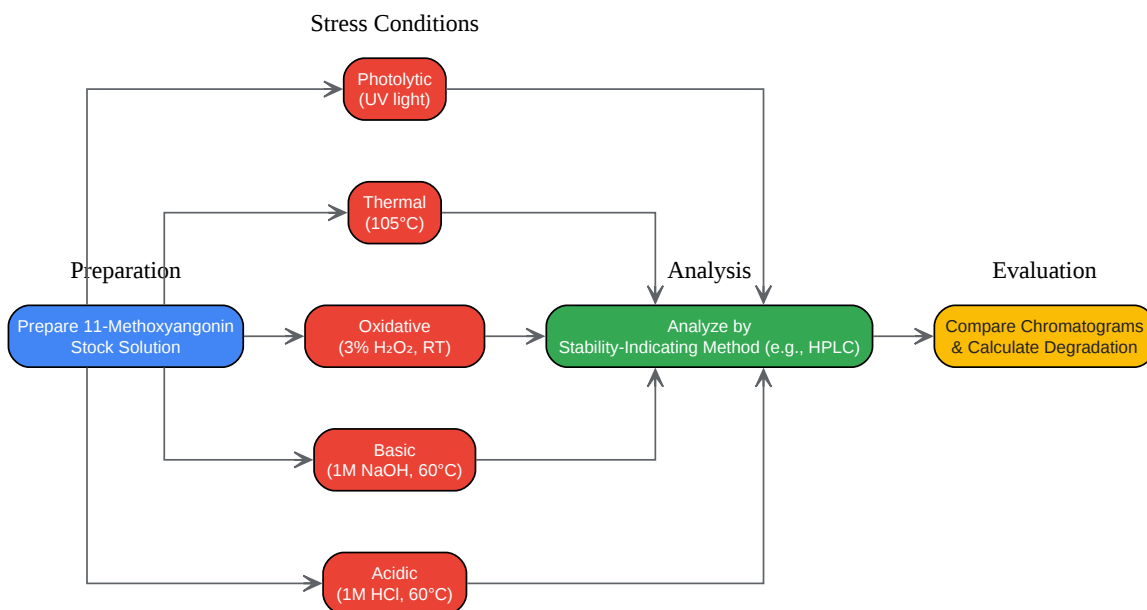 Stress Conditions
Photolytic
(UV light)
Thermal
(105°C)
Preparation
Analysis
Evaluation
Prepare 11-Methoxyangonin
Stock Solution
Oxidative
(3% H₂O₂, RT)
Analyze by
Stability-Indicating Method (e.g., HPLC)
Compare Chromatograms
& Calculate Degradation
Basic
(1M NaOH, 60°C)
Acidic
(1M HCl, 60°C)